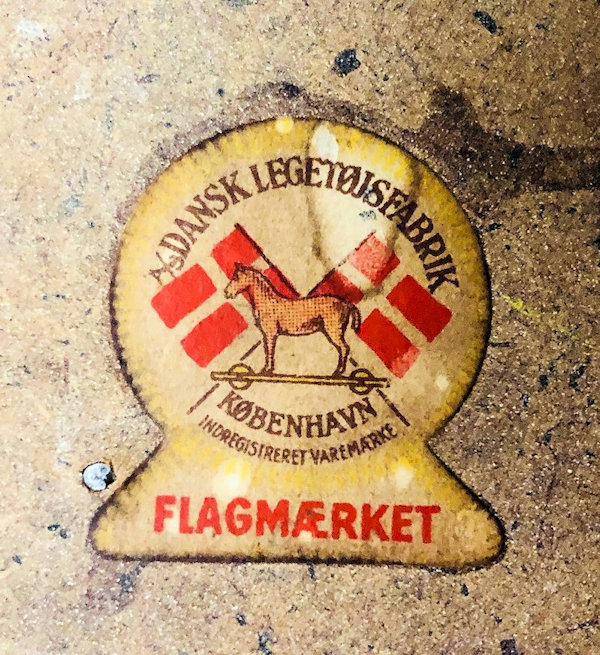 A/S DANSK LEGETØJSFABRIK
KØBENHAVN
INDREGISTRERET VAREMÆRKE
FLAGMÆRKET